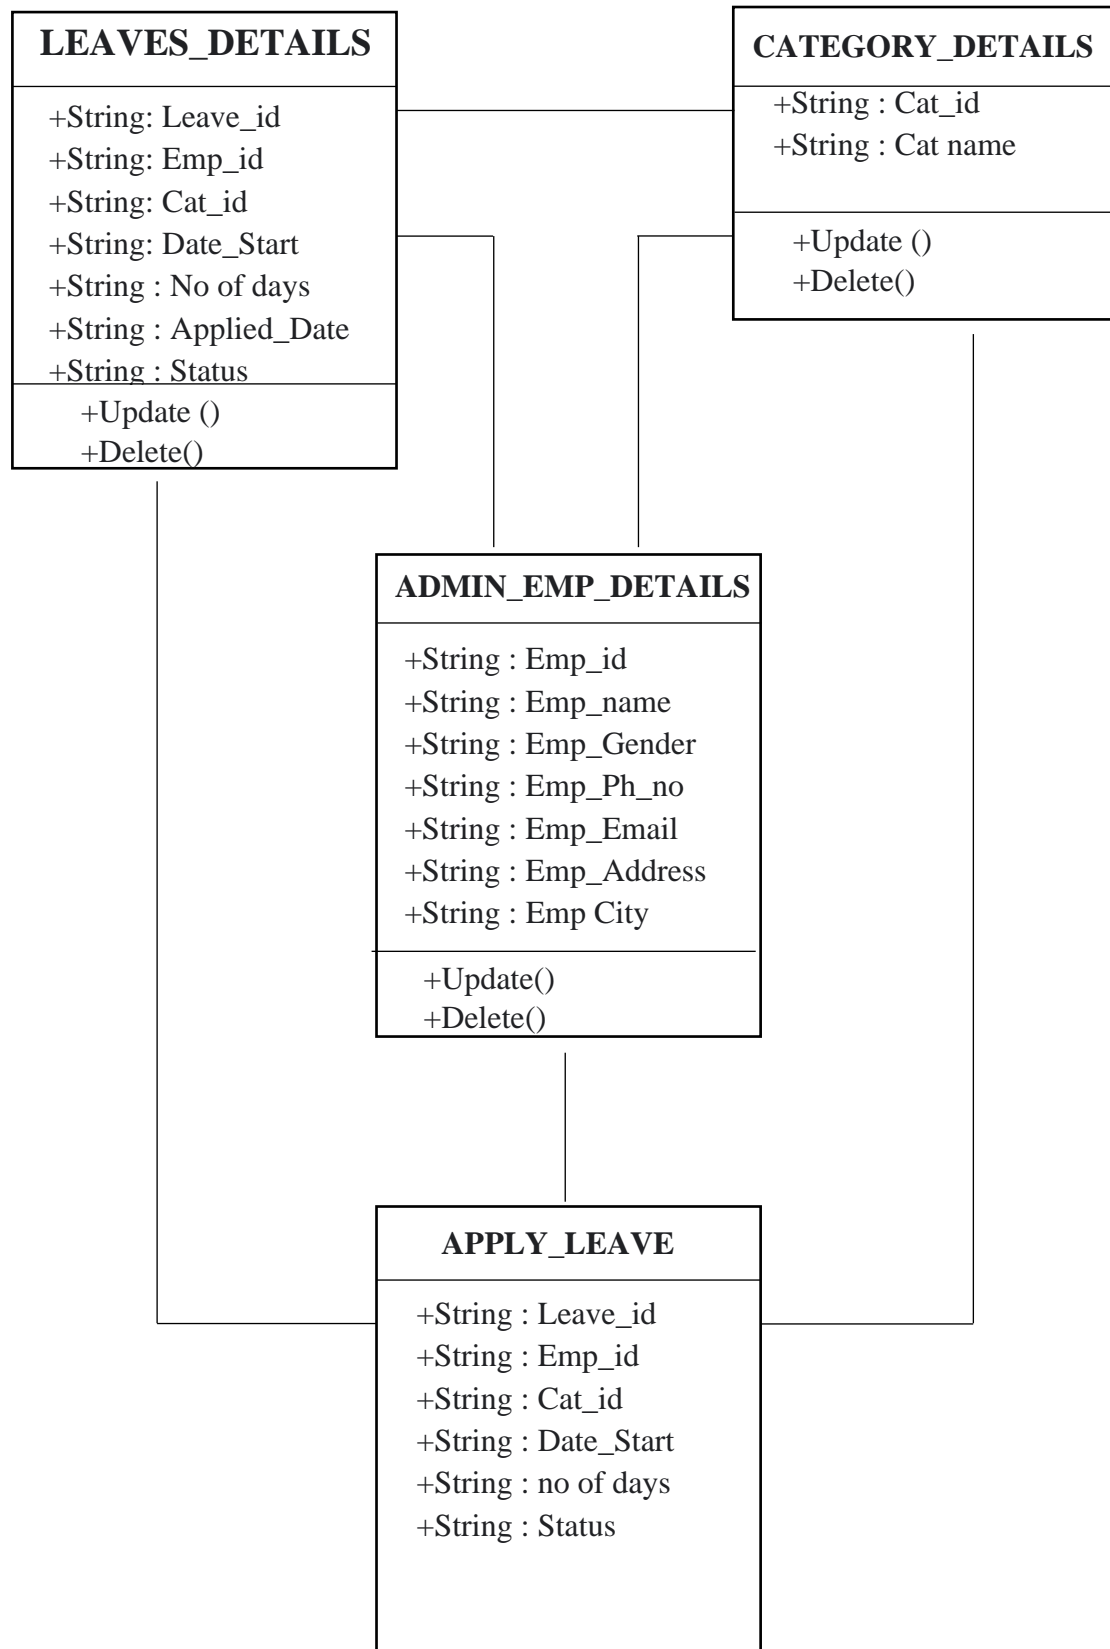 LEAVES_DETAILS
+String: Leave_id
+String: Emp_id
+String: Cat_id
+String: Date_Start
+String : No of days
+String : Applied_Date
+String : Status
+Update ()
+Delete()
CATEGORY_DETAILS
+String : Cat_id
+String : Cat name
+Update ()
+Delete()
ADMIN_EMP_DETAILS
+String : Emp_id
+String : Emp_name
+String : Emp_Gender
+String : Emp_Ph_no
+String : Emp_Email
+String : Emp_Address
+String : Emp City
+Update()
+Delete()
APPLY_LEAVE
+String : Leave_id
+String : Emp_id
+String : Cat_id
+String : Date_Start
+String : no of days
+String : Status